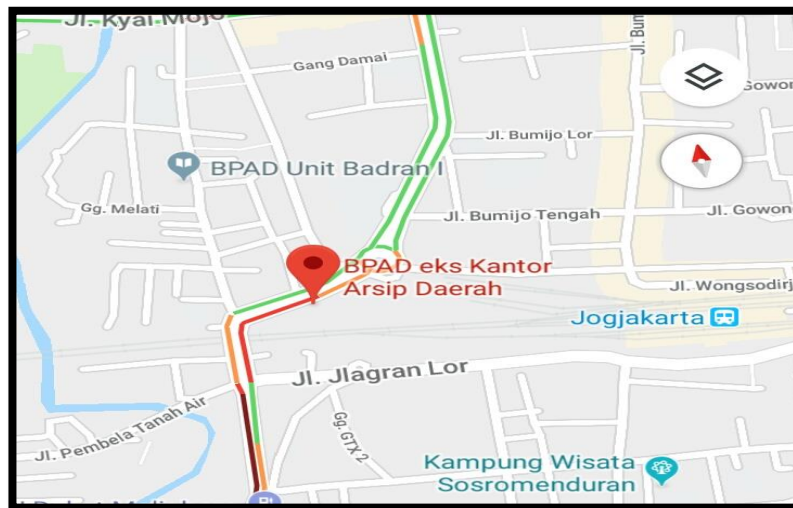 Jl. Kyai Mojo
Gang Damai
Jl. Bum
Gowon
Jl. Bumijo Lor
BPAD Unit Badran I
Gg. Melati
Jl. Bumijo Tengah
Jl. Gowon
BPAD eks Kantor
Arsip Daerah
Jl. Wongsodirj
Jogjakarta
Jl. Jlagran Lor
Jl. Pembela Tanah Air
Gg. GTX 2
Kampung Wisata
Sosromenduran